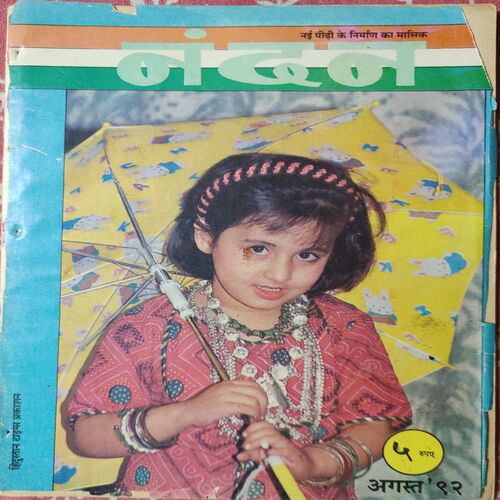 नई पीढ़ी के निर्माण का मासिक
नंदन
हिंदुस्तान टाइम्स प्रकाशन
५ रुपए
अगस्त '९२